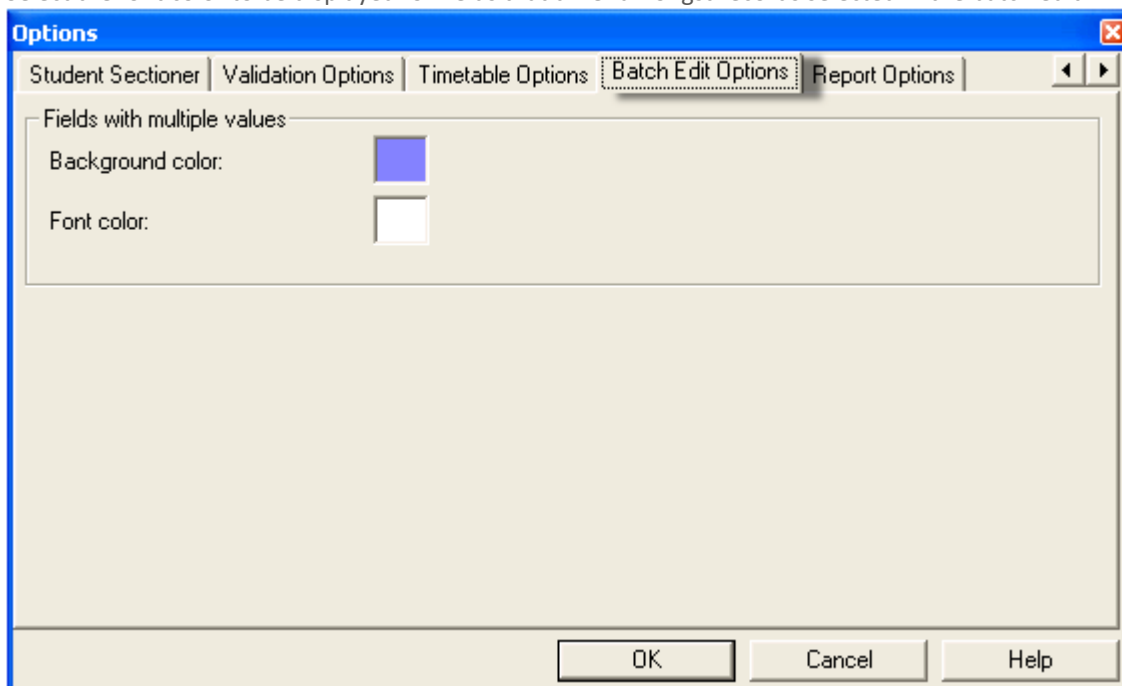 Options
Student Sectioner Validation Options Timetable Options Batch Edit Options Report Options
Fields with multiple values
Background color:
Font color:
OK Cancel Help